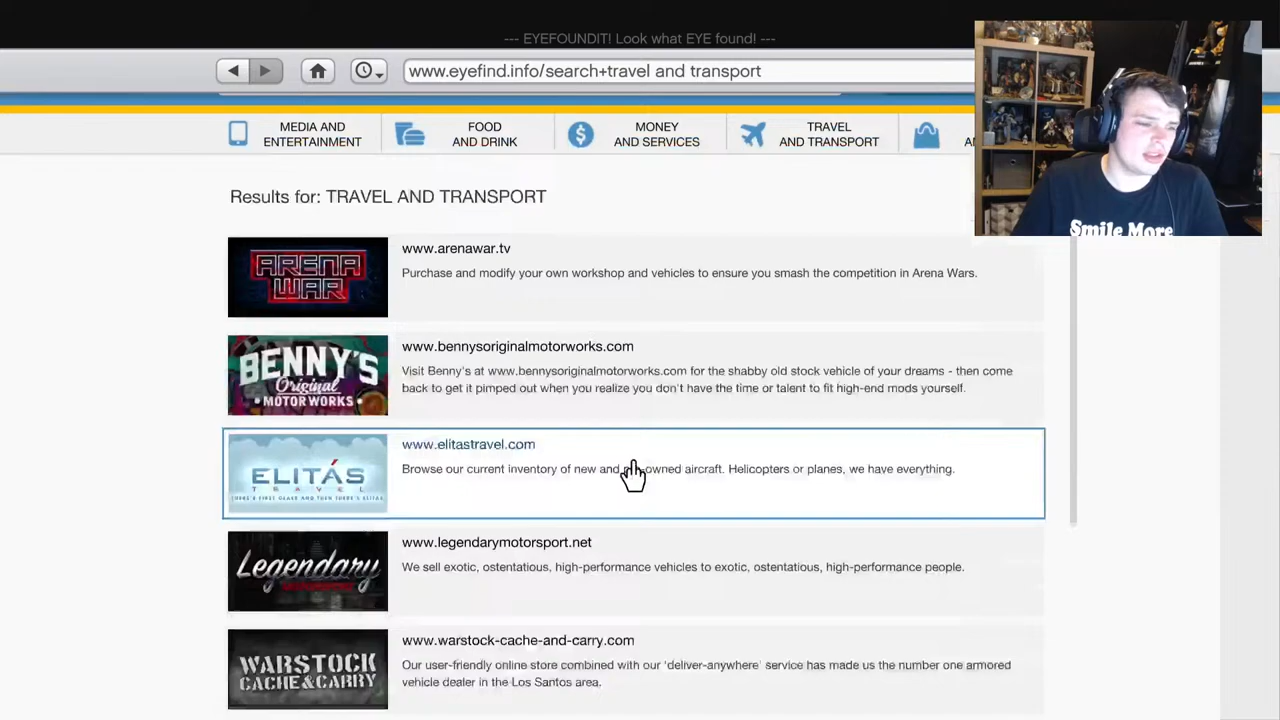 --- EYEFOUNDIT! Look what EYE found! ---
www.eyefind.info/search+travel and transport
MEDIA AND
ENTERTAINMENT
FOOD
AND DRINK
MONEY
AND SERVICES
TRAVEL
AND TRANSPORT
Results for: TRAVEL AND TRANSPORT
ARENA
WAR
www.arenawar.tv
Purchase and modify your own workshop and vehicles to ensure you smash the competition in Arena Wars.
BENNY'S
Original
MOTOR WORKS
www.bennysoriginalmotorworks.com
Visit Benny's at www.bennysoriginalmotorworks.com for the shabby old stock vehicle of your dreams - then come
back to get it pimped out when you realize you don't have the time or talent to fit high-end mods yourself.
ELITÁS
TRAVEL
THERE'S FIRST CLASS AND THEN THERE'S ELITAS
www.elitastravel.com
Browse our current inventory of new and owned aircraft. Helicopters or planes, we have everything.
Legendary
www.legendarymotorsport.net
We sell exotic, ostentatious, high-performance vehicles to exotic, ostentatious, high-performance people.
WARSTOCK
CACHE&CARRY
www.warstock-cache-and-carry.com
Our user-friendly online store combined with our 'deliver-anywhere' service has made us the number one armored
vehicle dealer in the Los Santos area.
Smile More